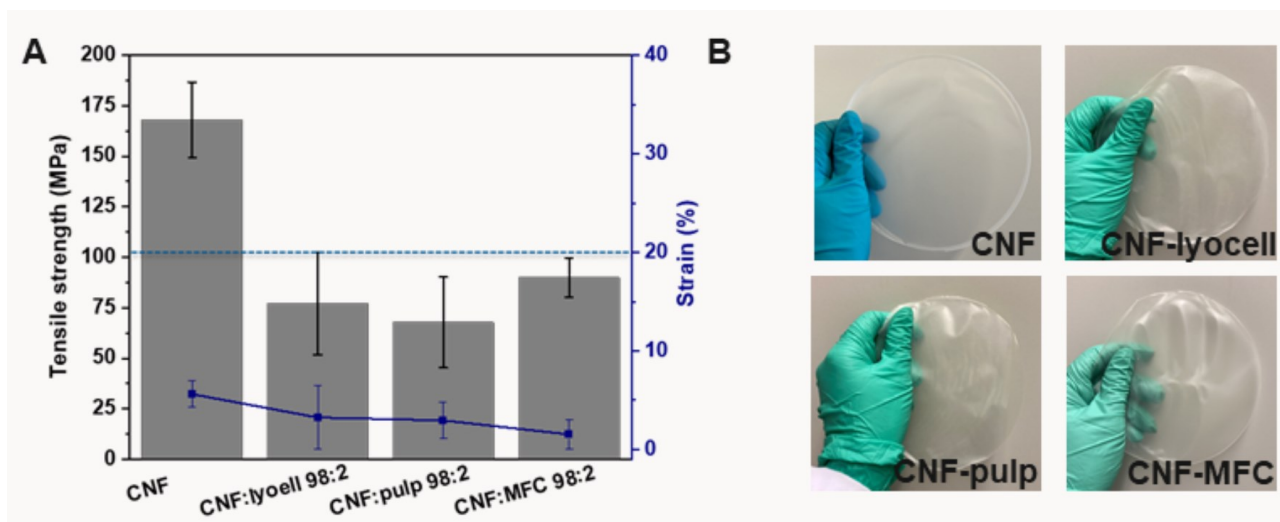 A
200
175
150
125
100
75
50
25
0
Tensile strength (MPa)
40
30
20
10
0
Strain (%)
CNF
CNF:lyoell 98:2
CNF:pulp 98:2
CNF:MFC 98:2
B
CNF
CNF-lyocell
CNF-pulp
CNF-MFC